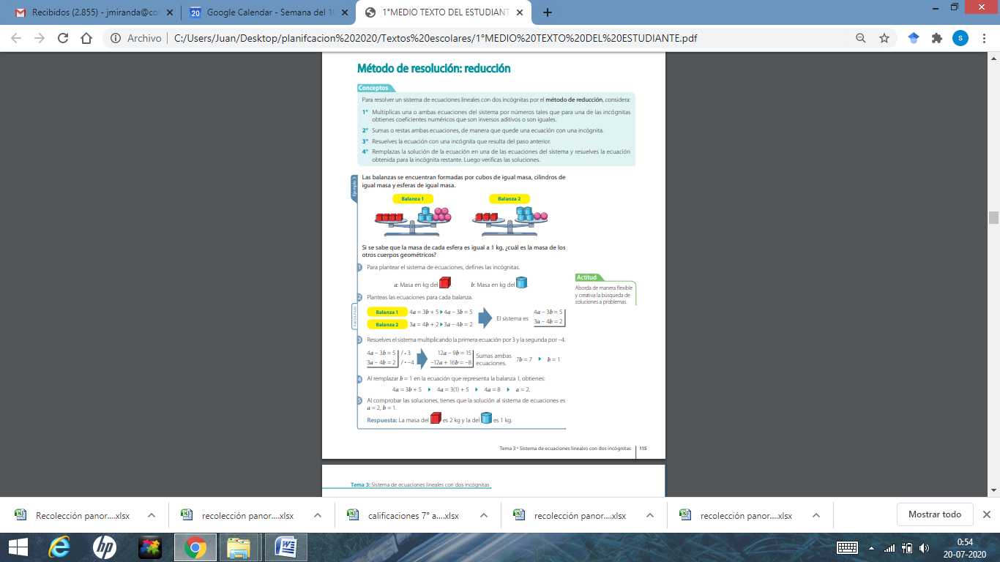 Recibidos (2.855) - jmiranda@co
Google Calendar - Semana del 1
1°MEDIO TEXTO DEL ESTUDIANT
Archivo
C:/Users/Juan/Desktop/planifcacion%202020/Textos%20escolares/1°MEDIO%20TEXTO%20DEL%20ESTUDIANTE.pdf
Método de resolución: reducción
Conceptos
Para resolver un sistema de ecuaciones lineales con dos incógnitas por el método de reducción, considera:
1° Multiplicas una o ambas ecuaciones del sistema por números tales que para una de las incógnitas
obtienes coeficientes numéricos que son inversos aditivos o son iguales.
2° Sumas o restas ambas ecuaciones, de manera que quede una ecuación con una incógnita.
3° Resuelves la ecuación con una incógnita que resulta del paso anterior.
4° Remplazas la solución de la ecuación en una de las ecuaciones del sistema y resuelves la ecuación
obtenida para la incógnita restante. Luego verificas las soluciones.
Ejemplo 3
Las balanzas se encuentran formadas por cubos de igual masa, cilindros de
igual masa y esferas de igual masa.
Balanza 1 Balanza 2
Si se sabe que la masa de cada esfera es igual a 1 kg, ¿cuál es la masa de los
otros cuerpos geométricos?
1 Para plantear el sistema de ecuaciones, defines las incógnitas.
a: Masa en kg del . b: Masa en kg del .
Actitud
Aborda de manera flexible
y creativa la búsqueda de
soluciones a problemas.
2 Planteas las ecuaciones para cada balanza.
PASO A PASO
Balanza 1 4a = 3b + 5 ▸ 4a – 3b = 5
Balanza 2 3a = 4b + 2 ▸ 3a – 4b = 2
El sistema es
4a – 3b = 5
3a – 4b = 2
3 Resuelves el sistema multiplicando la primera ecuación por 3 y la segunda por –4.
4a – 3b = 5 / • 3
3a – 4b = 2 / • –4
12a – 9b = 15
–12a + 16b = –8
Sumas ambas
ecuaciones.
7b = 7 ▸ b = 1
4 Al remplazar b = 1 en la ecuación que representa la balanza 1, obtienes:
4a = 3b + 5 ▸ 4a = 3(1) + 5 ▸ 4a = 8 ▸ a = 2.
5 Al comprobar las soluciones, tienes que la solución al sistema de ecuaciones es
a = 2, b = 1.
Respuesta: La masa del es 2 kg y la del es 1 kg.
Tema 3 • Sistema de ecuaciones lineales con dos incógnitas 115
Tema 3: Sistema de ecuaciones lineales con dos incógnitas
Recolección panor....xlsx
recolección panor....xlsx
calificaciones 7° a....xlsx
recolección panor....xlsx
recolección panor....xlsx
Mostrar todo
0:54
20-07-2020